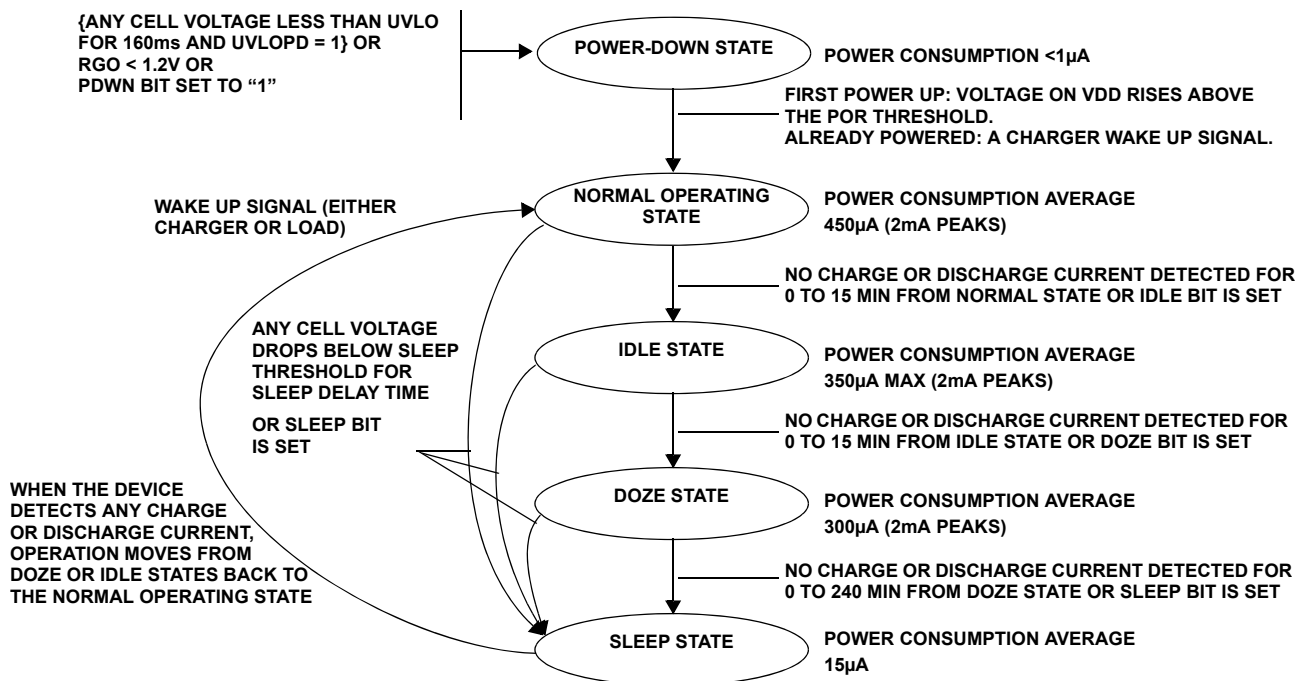 {ANY CELL VOLTAGE LESS THAN UVLO
FOR 160ms AND UVLOPD = 1} OR
RGO < 1.2V OR
PDWN BIT SET TO “1”
POWER-DOWN STATE
POWER CONSUMPTION <1µA
FIRST POWER UP: VOLTAGE ON VDD RISES ABOVE
THE POR THRESHOLD.
ALREADY POWERED: A CHARGER WAKE UP SIGNAL.
WAKE UP SIGNAL (EITHER
CHARGER OR LOAD)
NORMAL OPERATING
STATE
POWER CONSUMPTION AVERAGE
450µA (2mA PEAKS)
NO CHARGE OR DISCHARGE CURRENT DETECTED FOR
0 TO 15 MIN FROM NORMAL STATE OR IDLE BIT IS SET
ANY CELL VOLTAGE
DROPS BELOW SLEEP
THRESHOLD FOR
SLEEP DELAY TIME
OR SLEEP BIT
IS SET
IDLE STATE
POWER CONSUMPTION AVERAGE
350µA MAX (2mA PEAKS)
NO CHARGE OR DISCHARGE CURRENT DETECTED FOR
0 TO 15 MIN FROM IDLE STATE OR DOZE BIT IS SET
WHEN THE DEVICE
DETECTS ANY CHARGE
OR DISCHARGE CURRENT,
OPERATION MOVES FROM
DOZE OR IDLE STATES BACK TO
THE NORMAL OPERATING STATE
DOZE STATE
POWER CONSUMPTION AVERAGE
300µA (2mA PEAKS)
NO CHARGE OR DISCHARGE CURRENT DETECTED FOR
0 TO 240 MIN FROM DOZE STATE OR SLEEP BIT IS SET
SLEEP STATE
POWER CONSUMPTION AVERAGE
15µA